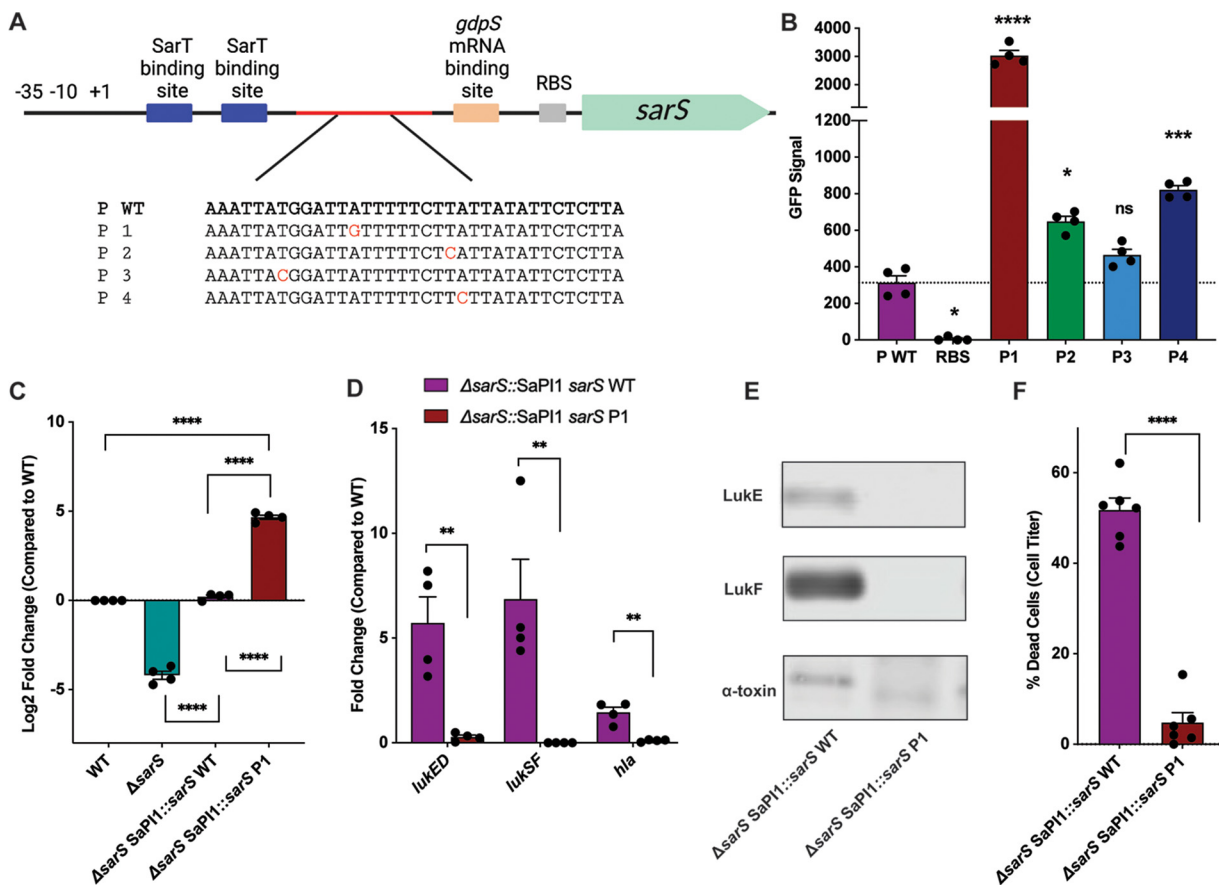 A
SarT binding site
SarT binding site
gdpS mRNA binding site
-35 -10 +1
RBS
sarS
P WT AAATTATGGATTATTTTTCTTATTATATTCTCTTA
P 1 AAATTATGGATTGTTTTTCTTATTATATTCTCTTA
P 2 AAATTATGGATTATTTTTCTCATTATATTCTCTTA
P 3 AAATTACGGATTATTTTTCTTATTATATTCTCTTA
P 4 AAATTATGGATTATTTTTCTTCTTATATTCTCTTA
B
GFP Signal
4000
3000
2000
1200
1000
800
600
400
200
0
****
*
*
ns
***
P WT RBS P1 P2 P3 P4
C
Log2 Fold Change (Compared to WT)
10
5
0
-5
****
****
****
****
WT
ΔsarS
ΔsarS SaPI1::sarS WT
ΔsarS SaPI1::sarS P1
D
ΔsarS::SaPI1 sarS WT
ΔsarS::SaPI1 sarS P1
Fold Change (Compared to WT)
15
10
5
0
**
**
**
lukED
lukSF
hla
E
LukE
LukF
α-toxin
ΔsarS SaPI1::sarS WT
ΔsarS SaPI1::sarS P1
F
% Dead Cells (Cell Titer)
60
40
20
0
****
ΔsarS SaPI1::sarS WT
ΔsarS SaPI1::sarS P1